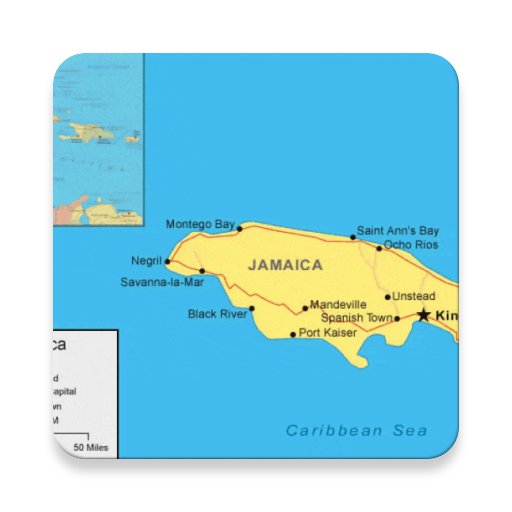 Montego Bay
Saint Ann's Bay
Ocho Rios
Negril
JAMAICA
Savanna-la-Mar
Unstead
Mandeville
Black River
Spanish Town
Kin
Port Kaiser
ca
d
apital
wn
M
50 Miles
Caribbean Sea